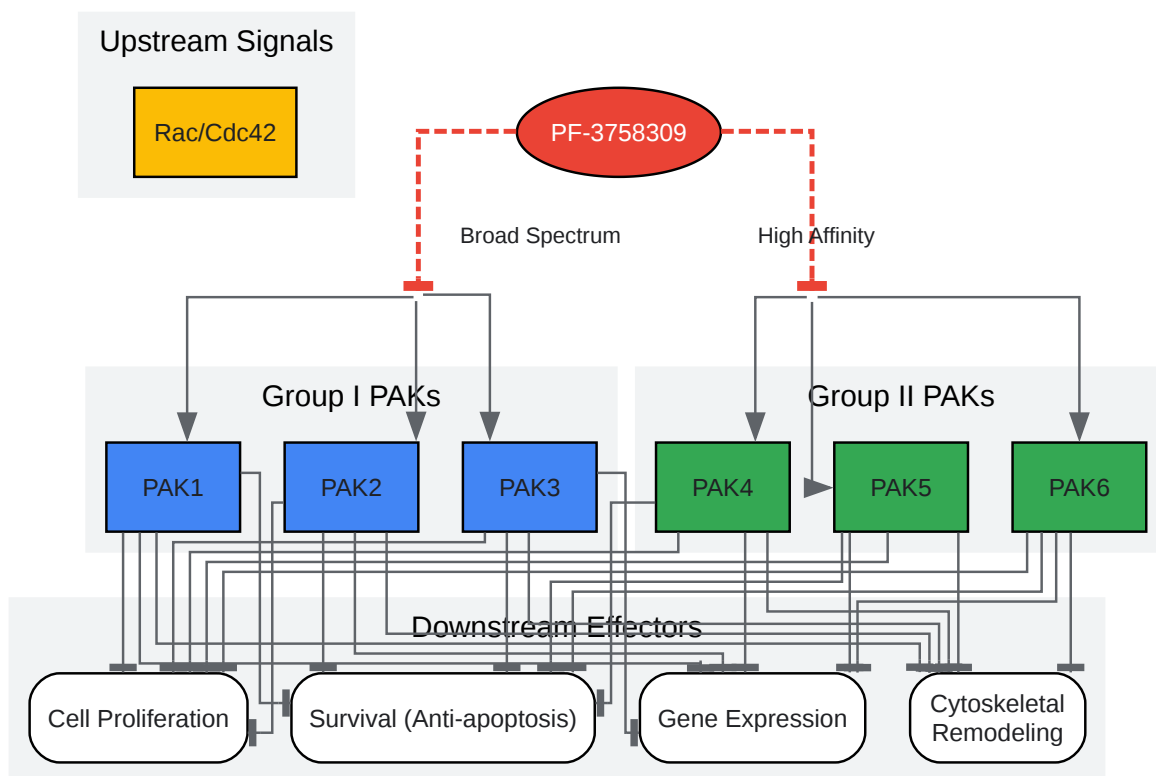 Upstream Signals
Rac/Cdc42
PF-3758309
Broad Spectrum
High Affinity
Group I PAKs
Group II PAKs
PAK1
PAK2
PAK3
PAK4
PAK5
PAK6
Downstream Effectors
Cell Proliferation
Survival (Anti-apoptosis)
Gene Expression
Cytoskeletal
Remodeling